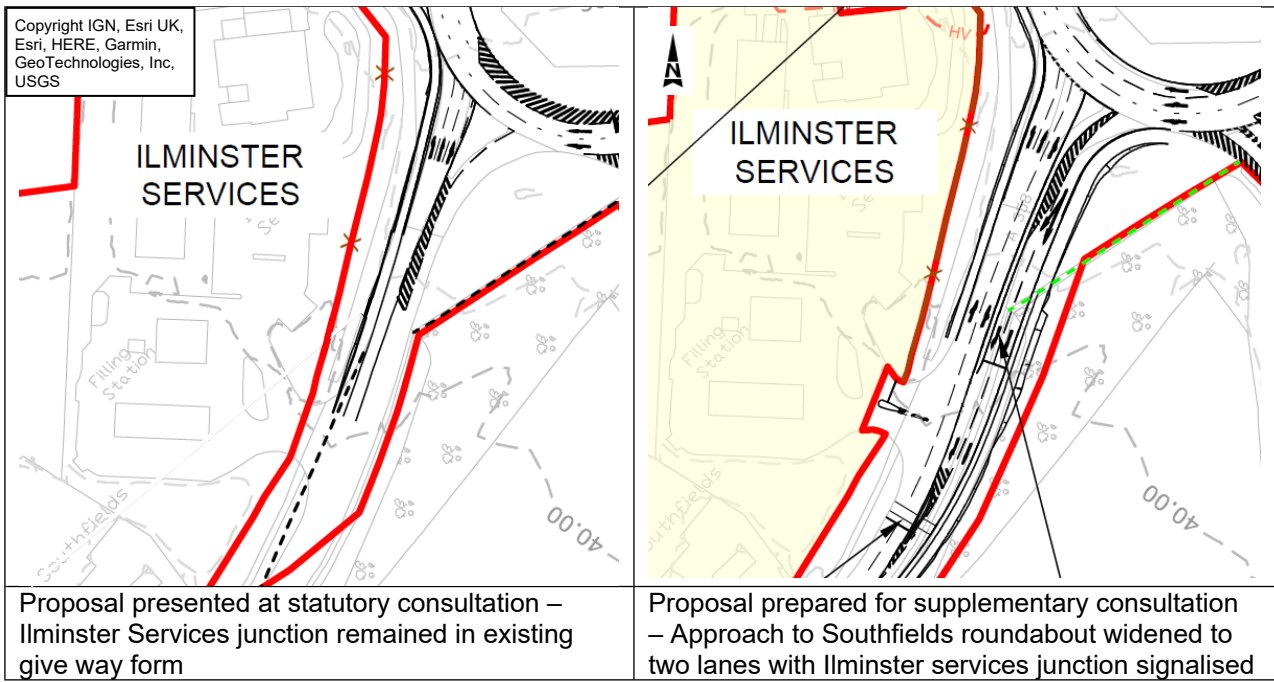 Copyright IGN, Esri UK,
Esri, HERE, Garmin,
GeoTechnologies, Inc,
USGS
ILMINSTER
SERVICES
Filling
Station
Southfields
40.00
Proposal presented at statutory consultation –
Ilminster Services junction remained in existing
give way form
HV
N
ILMINSTER
SERVICES
Filling
Station
Southfields
40.00
Proposal prepared for supplementary consultation
– Approach to Southfields roundabout widened to
two lanes with Ilminster services junction signalised